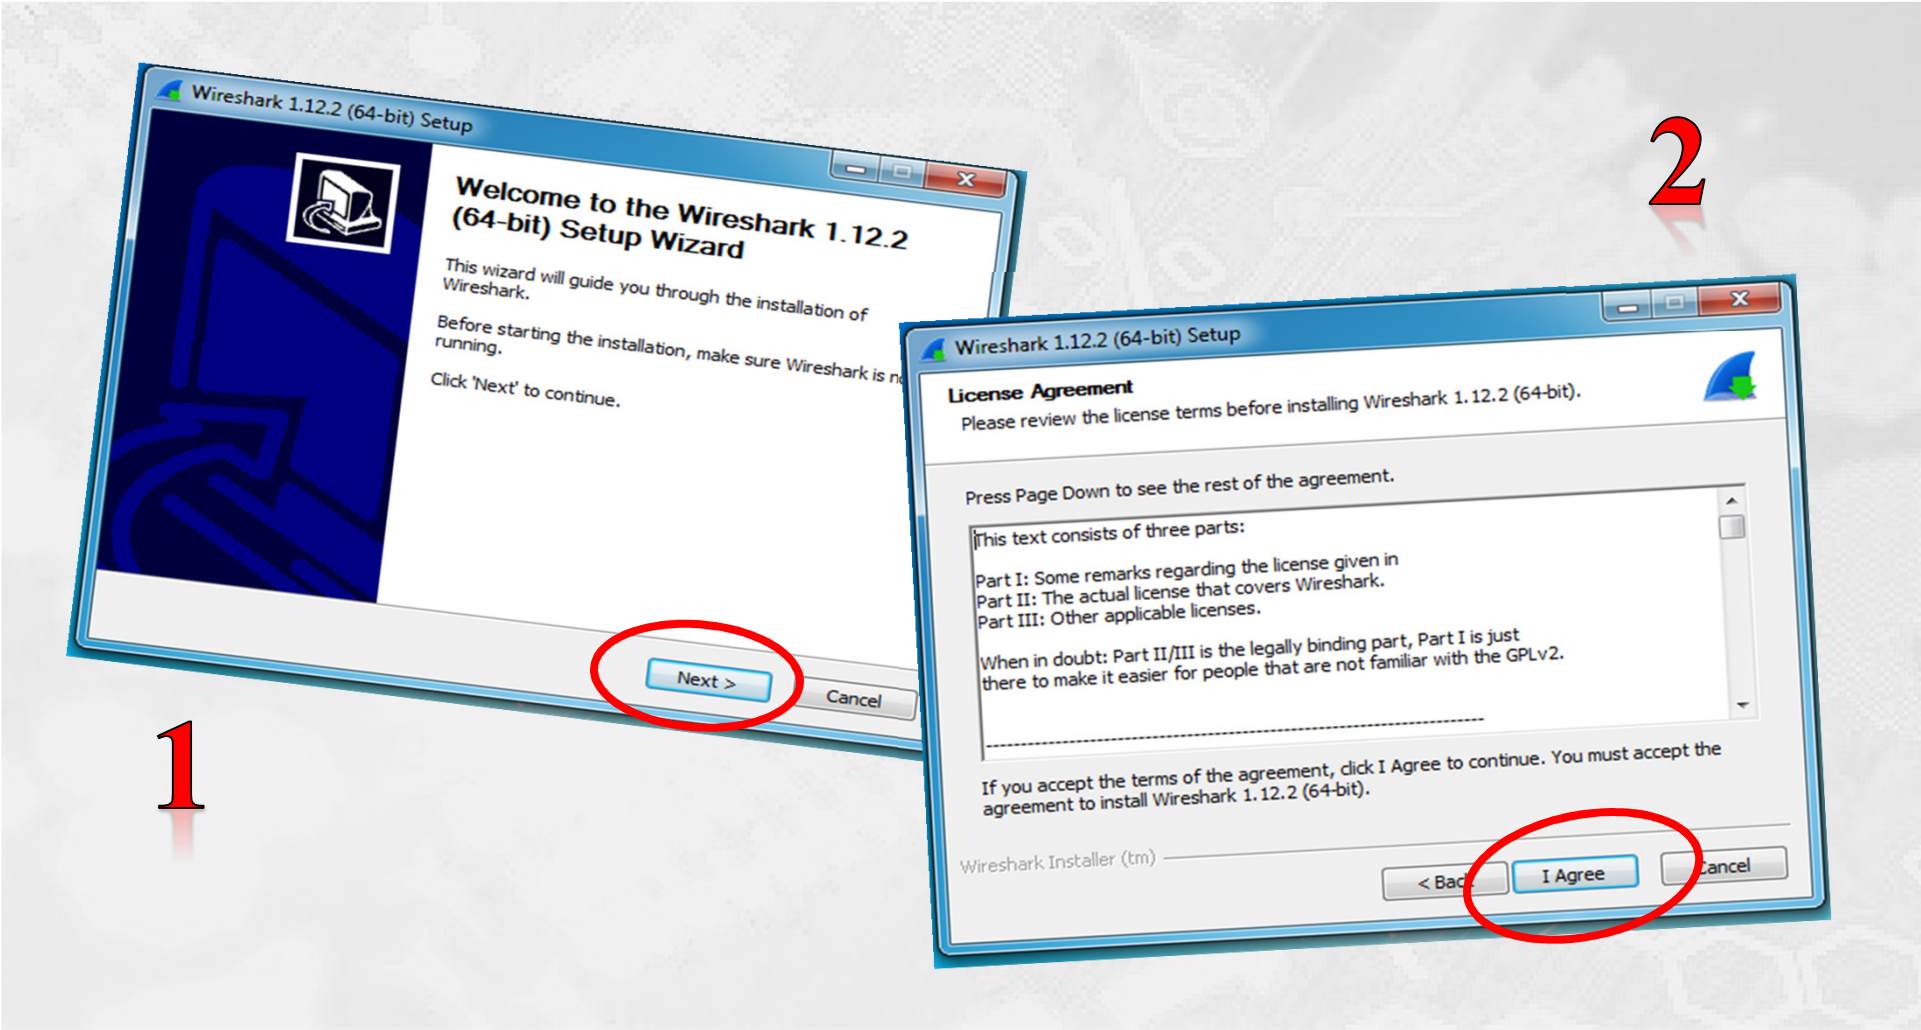 Wireshark 1.12.2 (64-bit) Setup
Welcome to the Wireshark 1.12.2
(64-bit) Setup Wizard
This wizard will guide you through the installation of
Wireshark.
Before starting the installation, make sure Wireshark is
running.
Click 'Next' to continue.
Next >
Cancel
1
2
Wireshark 1.12.2 (64-bit) Setup
License Agreement
Please review the license terms before installing Wireshark 1.12.2 (64-bit).
Press Page Down to see the rest of the agreement.
This text consists of three parts:
Part I: Some remarks regarding the license given in
Part II: The actual license that covers Wireshark.
Part III: Other applicable licenses.
When in doubt: Part II/III is the legally binding part, Part I is just
there to make it easier for people that are not familiar with the GPLv2.
------------------------------------------------------------------------
If you accept the terms of the agreement, click I Agree to continue. You must accept the
agreement to install Wireshark 1.12.2 (64-bit).
Wireshark Installer (tm)
< Back
I Agree
Cancel